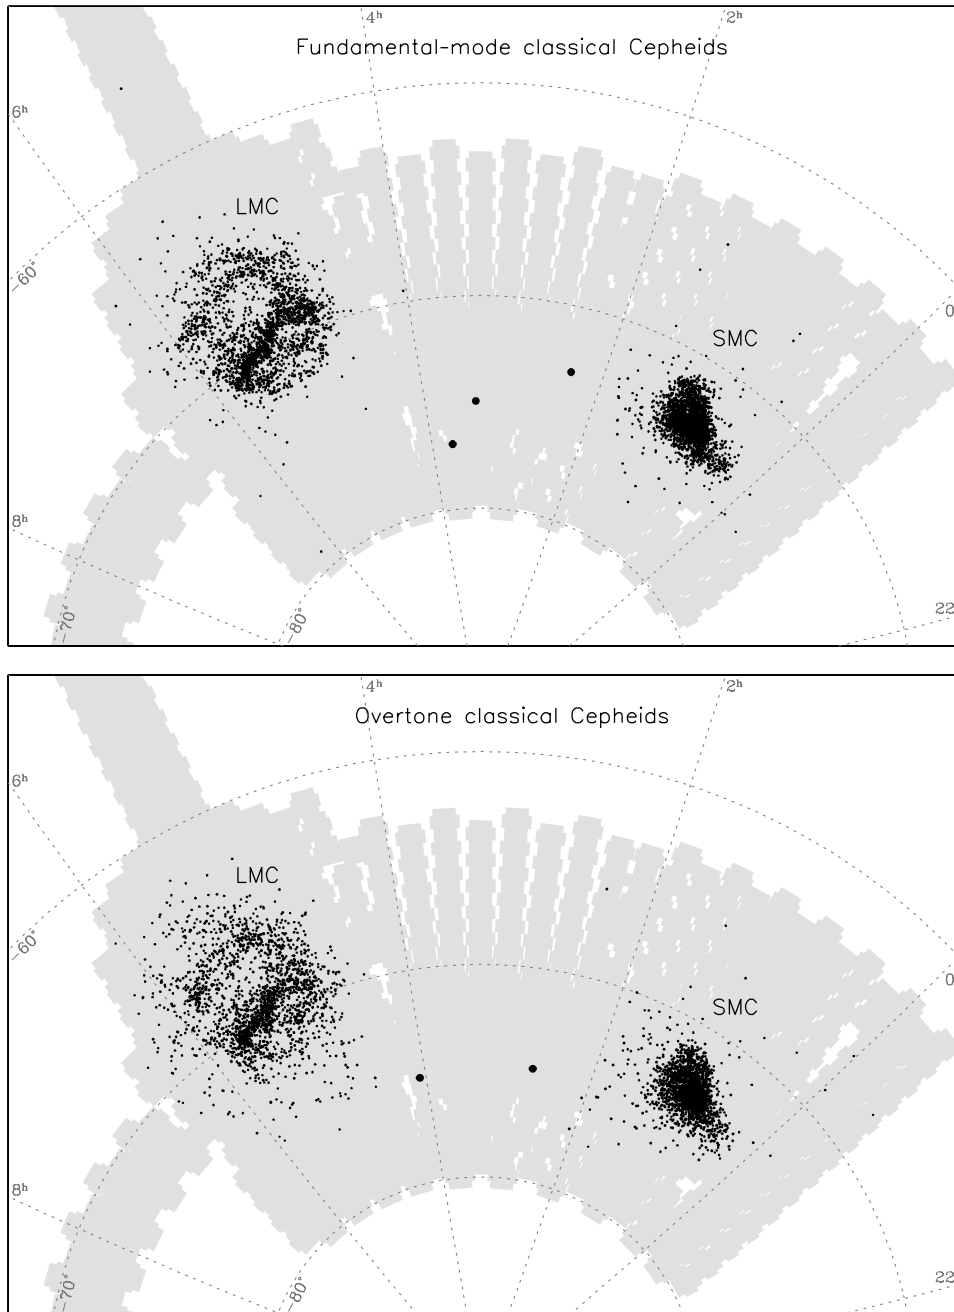 4h
2h
Fundamental-mode classical Cepheids
6h
LMC
-60°
0
SMC
8h
-70°
-80°
22
4h
2h
Overtone classical Cepheids
6h
LMC
-60°
0
SMC
8h
-70°
-80°
22